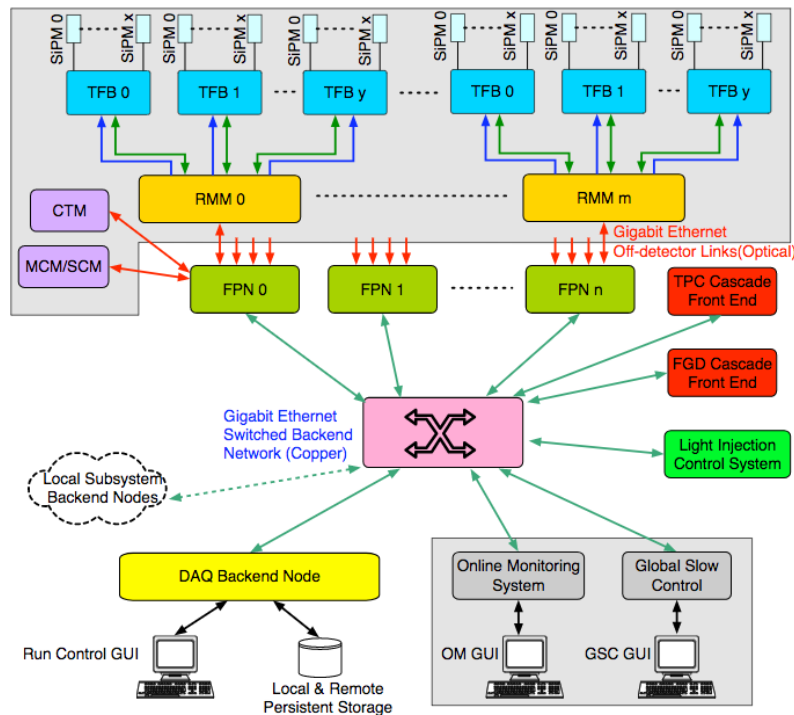 SiPM 0
SiPM x
SiPM 0
SiPM x
SiPM 0
SiPM x
SiPM 0
SiPM x
SiPM 0
SiPM x
SiPM 0
SiPM x
TFB 0
TFB 1
TFB y
TFB 0
TFB 1
TFB y
RMM 0
RMM m
CTM
MCM/SCM
Gigabit Ethernet
Off-detector Links(Optical)
FPN 0
FPN 1
FPN n
TPC Cascade
Front End
FGD Cascade
Front End
Gigabit Ethernet
Switched Backend
Network (Copper)
Light Injection
Control System
Local Subsystem
Backend Nodes
DAQ Backend Node
Online Monitoring
System
Global Slow
Control
Run Control GUI
Local & Remote
Persistent Storage
OM GUI
GSC GUI